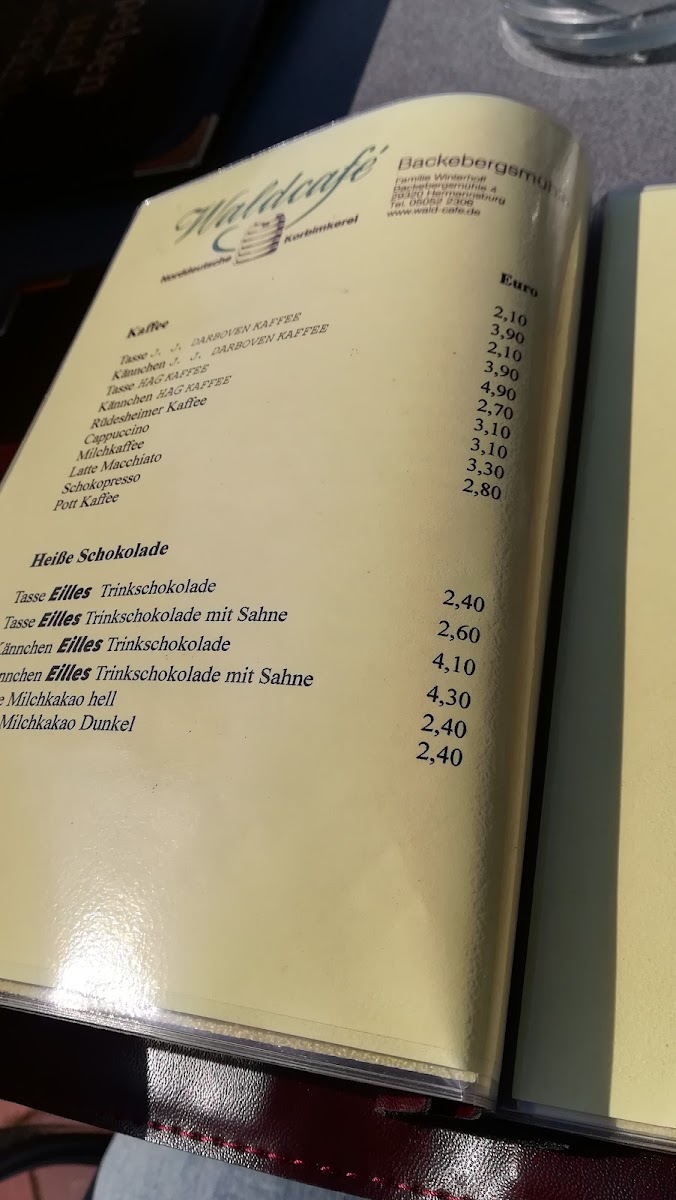 Waldcafé
Norddeutsche Korbimkerei
Backebergsmühle
Familie Winterhoff
Backebergsmühle 4
29320 Hermannsburg
Tel. 05052 2306
www.wald-cafe.de
Euro
Kaffee
Tasse J. J. DARBOVEN KAFFEE 2,10
Kännchen J. J. DARBOVEN KAFFEE 3,90
Tasse HAG KAFFEE 2,10
Kännchen HAG KAFFEE 3,90
Rüdesheimer Kaffee 4,90
Cappuccino 2,70
Milchkaffee 3,10
Latte Macchiato 3,10
Schokopresso 3,30
Pott Kaffee 2,80
Heiße Schokolade
Tasse Eilles Trinkschokolade 2,40
Tasse Eilles Trinkschokolade mit Sahne 2,60
Kännchen Eilles Trinkschokolade 4,10
nnchen Eilles Trinkschokolade mit Sahne 4,30
e Milchkakao hell 2,40
Milchkakao Dunkel 2,40